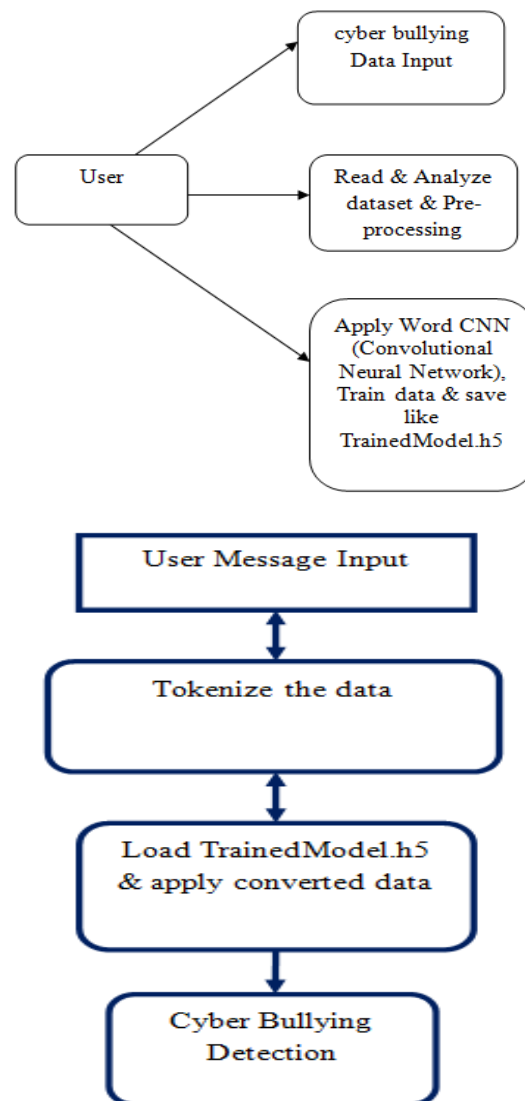 cyber bullying
Data Input
User
Read & Analyze
dataset & Pre-
processing
Apply Word CNN
(Convolutional
Neural Network),
Train data & save
like
TrainedModel.h5
User Message Input
Tokenize the data
Load TrainedModel.h5
& apply converted data
Cyber Bullying
Detection